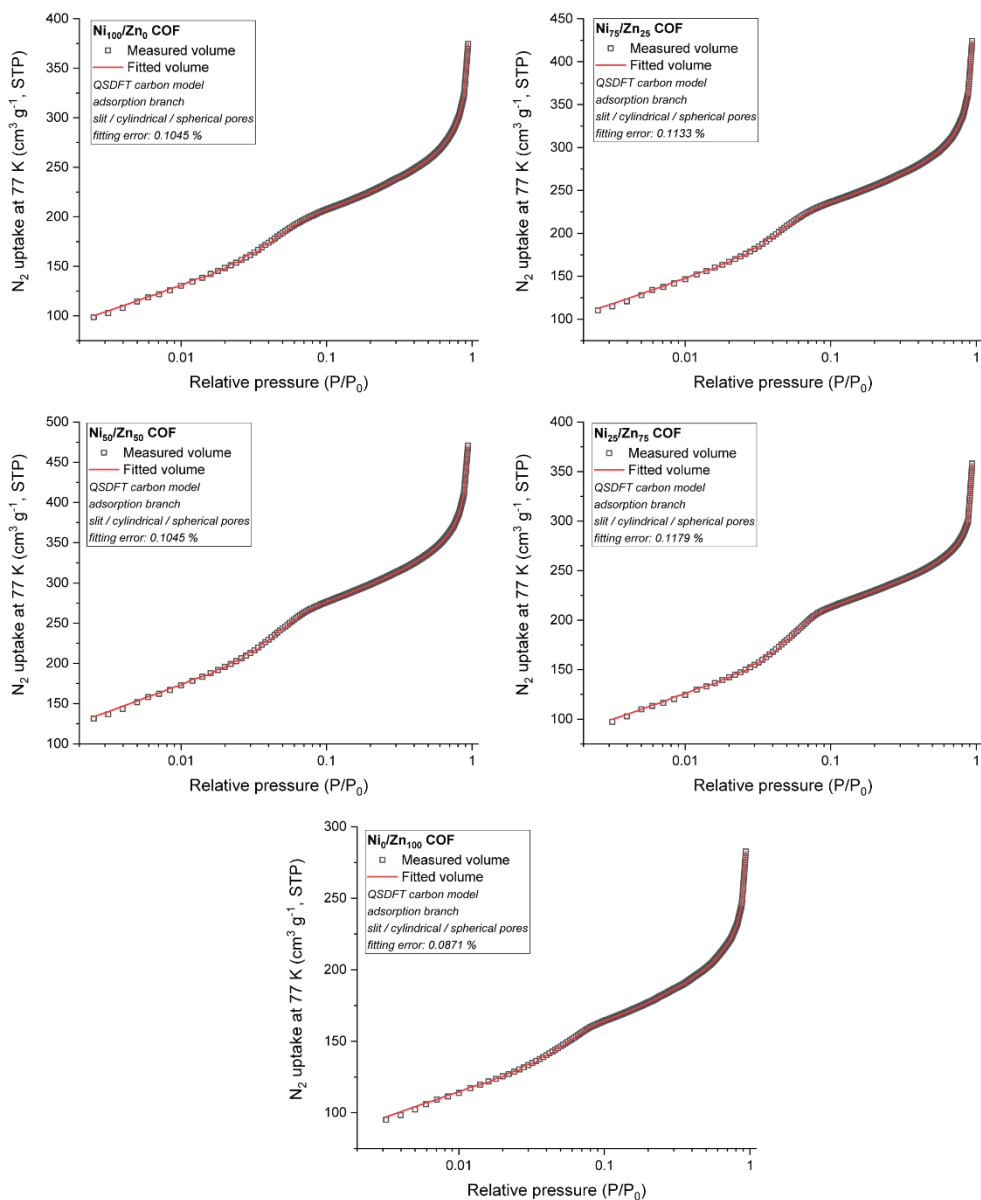 Ni₁₀₀/Zn₀ COF
Measured volume
Fitted volume
QSDFT carbon model
adsorption branch
slit / cylindrical / spherical pores
fitting error: 0.1045 %
400
350
300
250
200
150
100
N₂ uptake at 77 K (cm³ g⁻¹, STP)
0.01
0.1
1
Relative pressure (P/P₀)
Ni₇₅/Zn₂₅ COF
Measured volume
Fitted volume
QSDFT carbon model
adsorption branch
slit / cylindrical / spherical pores
fitting error: 0.1133 %
450
400
350
300
250
200
150
100
N₂ uptake at 77 K (cm³ g⁻¹, STP)
0.01
0.1
1
Relative pressure (P/P₀)
Ni₅₀/Zn₅₀ COF
Measured volume
Fitted volume
QSDFT carbon model
adsorption branch
slit / cylindrical / spherical pores
fitting error: 0.1045 %
500
450
400
350
300
250
200
150
100
N₂ uptake at 77 K (cm³ g⁻¹, STP)
0.01
0.1
1
Relative pressure (P/P₀)
Ni₂₅/Zn₇₅ COF
Measured volume
Fitted volume
QSDFT carbon model
adsorption branch
slit / cylindrical / spherical pores
fitting error: 0.1179 %
400
350
300
250
200
150
100
N₂ uptake at 77 K (cm³ g⁻¹, STP)
0.01
0.1
1
Relative pressure (P/P₀)
Ni₀/Zn₁₀₀ COF
Measured volume
Fitted volume
QSDFT carbon model
adsorption branch
slit / cylindrical / spherical pores
fitting error: 0.0871 %
300
250
200
150
100
N₂ uptake at 77 K (cm³ g⁻¹, STP)
0.01
0.1
1
Relative pressure (P/P₀)